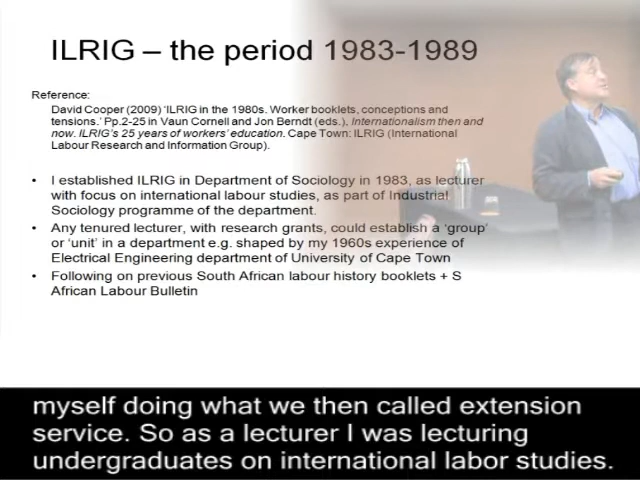 ILRIG – the period 1983-1989
Reference:
David Cooper (2009) 'ILRIG in the 1980s. Worker booklets, conceptions and
tensions.' Pp.2-25 in Vaun Cornell and Jon Berndt (eds.), Internationalism then and
now. ILRIG's 25 years of workers' education. Cape Town: ILRIG (International
Labour Research and Information Group).
• I established ILRIG in Department of Sociology in 1983, as lecturer
with focus on international labour studies, as part of Industrial
Sociology programme of the department.
• Any tenured lecturer, with research grants, could establish a 'group'
or 'unit' in a department e.g. shaped by my 1960s experience of
Electrical Engineering department of University of Cape Town
• Following on previous South African labour history booklets + S
African Labour Bulletin
myself doing what we then called extension
service. So as a lecturer I was lecturing
undergraduates on international labor studies.